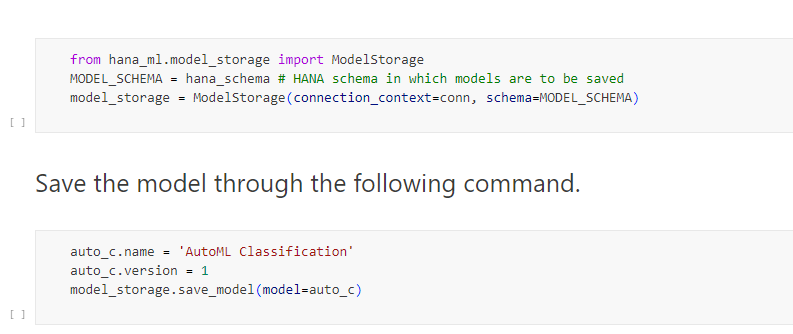 from hana_ml.model_storage import ModelStorage
MODEL_SCHEMA = hana_schema # HANA schema in which models are to be saved
model_storage = ModelStorage(connection_context=conn, schema=MODEL_SCHEMA)
[ ]
Save the model through the following command.
auto_c.name = 'AutoML Classification'
auto_c.version = 1
model_storage.save_model(model=auto_c)
[ ]